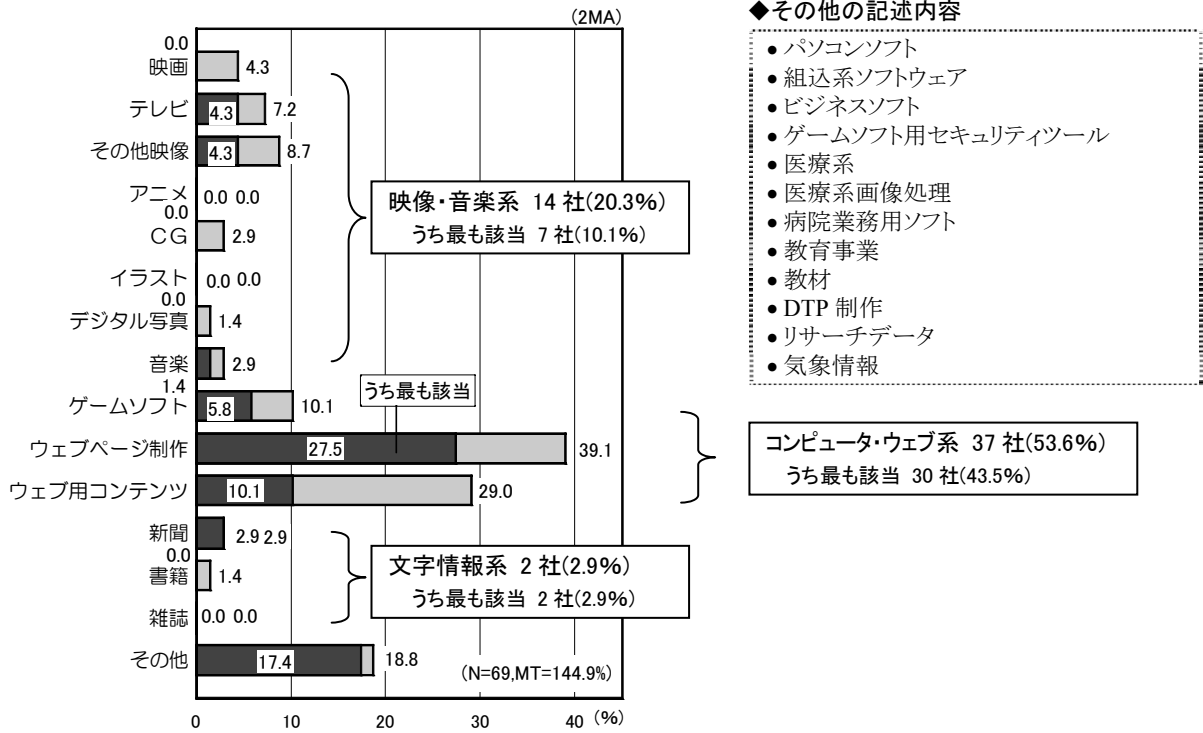 (2MA)
0.0
映画 4.3
テレビ 4.3 7.2
その他映像 4.3 8.7
アニメ 0.0 0.0
0.0
CG 2.9
イラスト 0.0 0.0
0.0
デジタル写真 1.4
音楽 2.9
1.4
ゲームソフト 5.8 10.1
うち最も該当
ウェブページ制作 27.5 39.1
ウェブ用コンテンツ 10.1 29.0
新聞 2.9 2.9
0.0
書籍 1.4
雑誌 0.0 0.0
その他 17.4 18.8
(N=69,MT=144.9%)
0 10 20 30 40 (%)
映像・音楽系 14 社(20.3%)
うち最も該当 7 社(10.1%)
コンピュータ・ウェブ系 37 社(53.6%)
うち最も該当 30 社(43.5%)
文字情報系 2 社(2.9%)
うち最も該当 2 社(2.9%)
◆その他の記述内容
● パソコンソフト
● 組込系ソフトウェア
● ビジネスソフト
● ゲームソフト用セキュリティツール
● 医療系
● 医療系画像処理
● 病院業務用ソフト
● 教育事業
● 教材
● DTP 制作
● リサーチデータ
● 気象情報